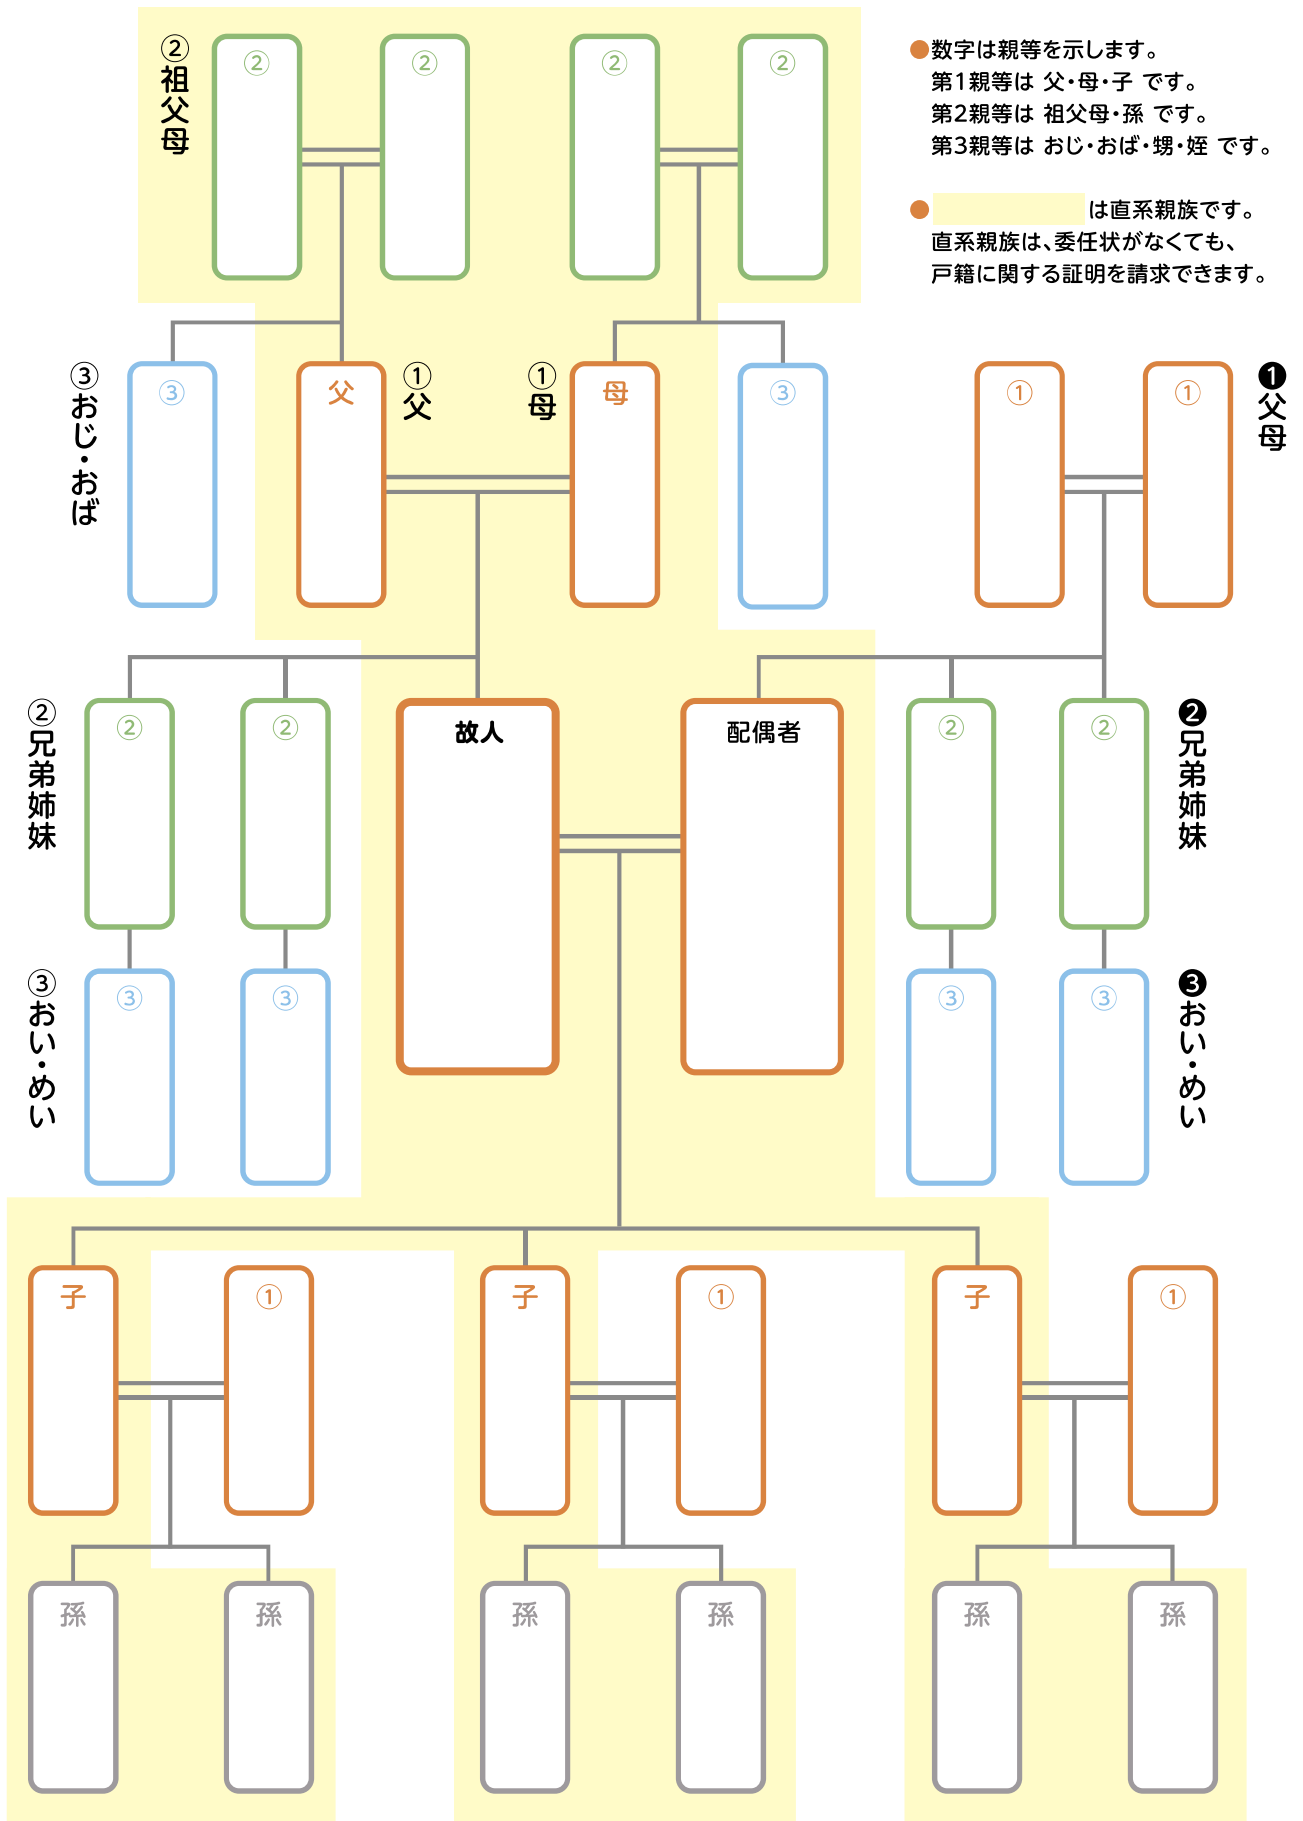 ②祖父母
②
②
②
②
●数字は親等を示します。
第1親等は 父・母・子 です。
第2親等は 祖父母・孫 です。
第3親等は おじ・おば・甥・姪 です。
●は直系親族です。
直系親族は、委任状がなくても、
戸籍に関する証明を請求できます。
③おじ・おば
③
父
①父
①母
母
③
①
①
❶父母
②兄弟姉妹
②
②
故人
配偶者
②
②
❷兄弟姉妹
③おい・めい
③
③
③
③
❸おい・めい
子
①
子
①
子
①
孫
孫
孫
孫
孫
孫